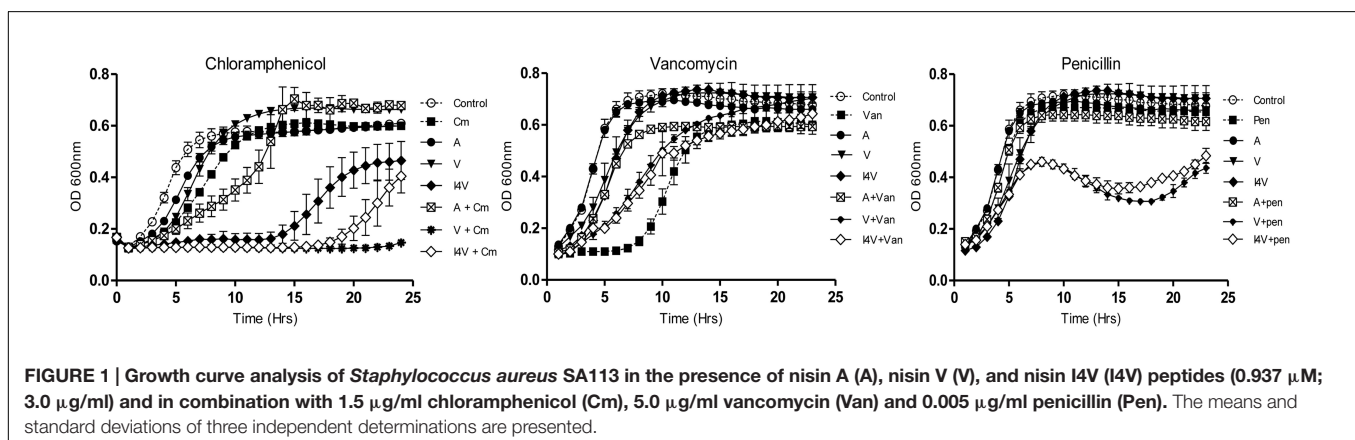 Chloramphenicol
0.8
0.6
0.4
0.2
0.0
OD 600nm
0 5 10 15 20 25
Time (Hrs)
Control
Cm
A
V
I4V
A + Cm
V + Cm
I4V + Cm
Vancomycin
0.8
0.6
0.4
0.2
0.0
OD 600nm
0 5 10 15 20 25
Time (Hrs)
Control
Van
A
V
I4V
A+Van
V+Van
I4V+Van
Penicillin
0.8
0.6
0.4
0.2
0.0
OD 600nm
0 5 10 15 20 25
Time (Hrs)
Control
Pen
A
V
I4V
A+pen
V+pen
I4V+pen
FIGURE 1 | Growth curve analysis of Staphylococcus aureus SA113 in the presence of nisin A (A), nisin V (V), and nisin I4V (I4V) peptides (0.937 μM;
3.0 μg/ml) and in combination with 1.5 μg/ml chloramphenicol (Cm), 5.0 μg/ml vancomycin (Van) and 0.005 μg/ml penicillin (Pen). The means and
standard deviations of three independent determinations are presented.